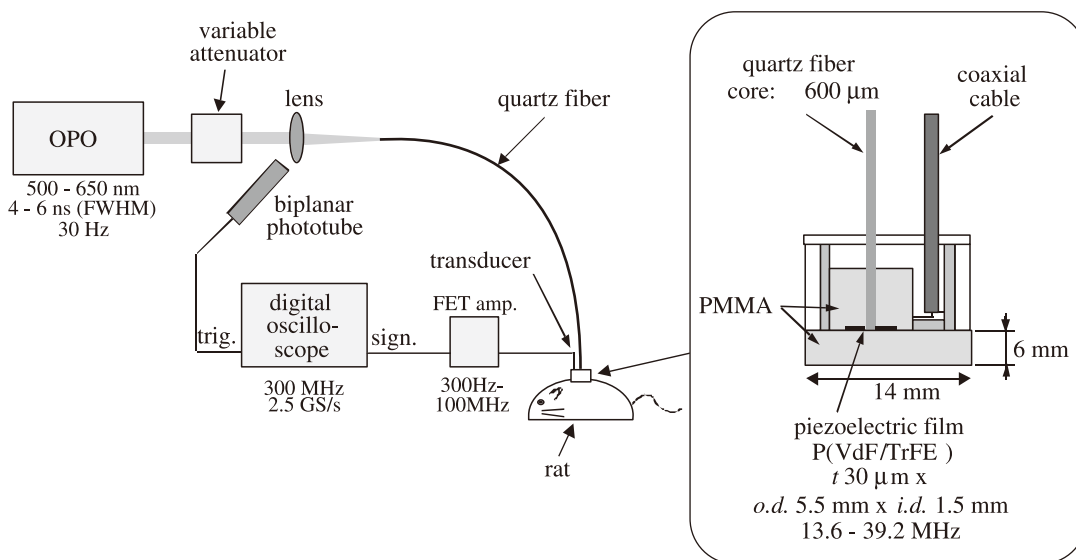 variable
attenuator
lens
quartz fiber
OPO
500 - 650 nm
4 - 6 ns (FWHM)
30 Hz
biplanar
phototube
transducer
FET amp.
digital
oscillo-
scope
trig.
sign.
300 MHz
2.5 GS/s
300Hz-
100MHz
rat
quartz fiber
core: 600 μm
coaxial
cable
PMMA
6 mm
14 mm
piezoelectric film
P(VdF/TrFE )
t 30 μm x
o.d. 5.5 mm x i.d. 1.5 mm
13.6 - 39.2 MHz